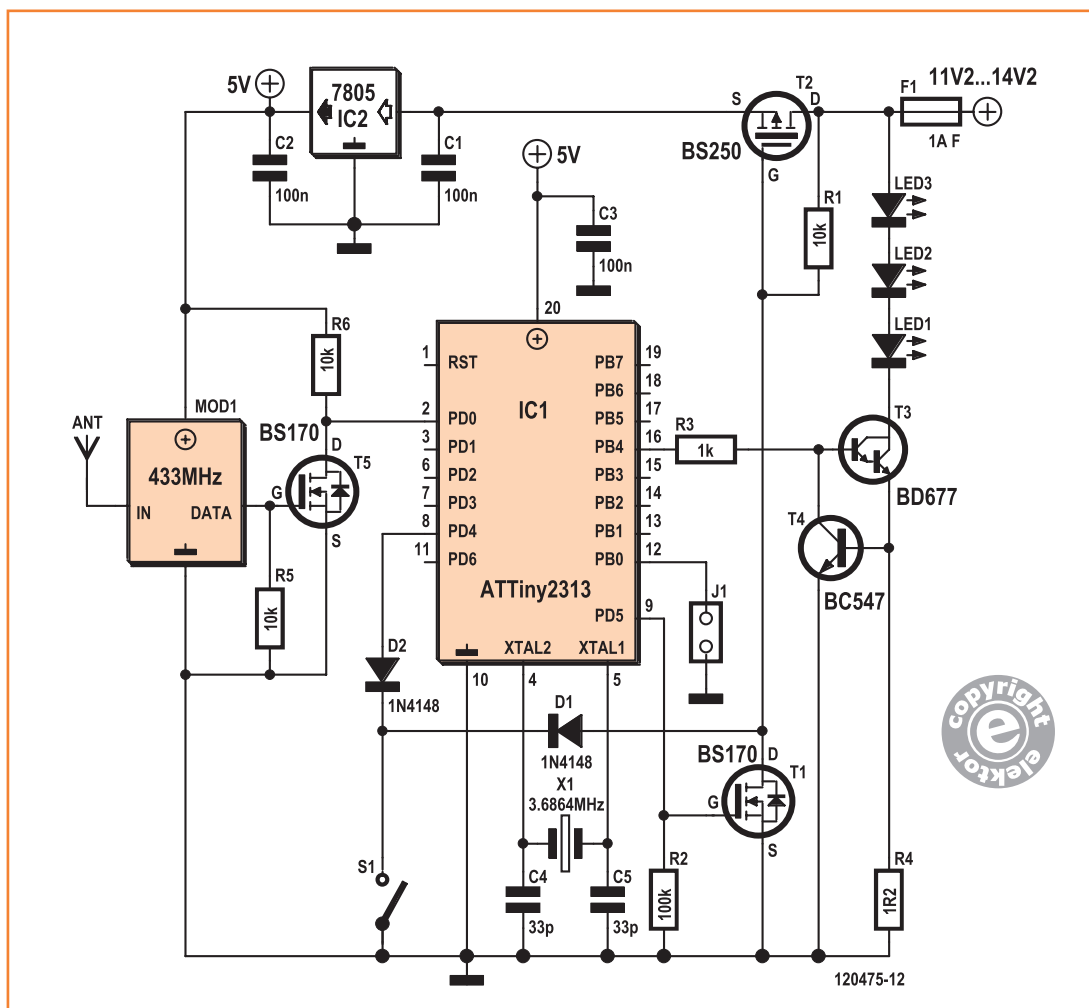 5V
7805
IC2
C2
100n
C1
100n
S
T2
D
BS250
G
F1
11V2...14V2
1A F
5V
C3
100n
R1
10k
LED3
LED2
LED1
R6
10k
20
1
RST
PB7
19
PB6
18
IC1
2
PD0
PB5
17
3
PD1
PB4
16
6
PD2
PB3
15
7
PD3
PB2
14
8
PD4
PB1
13
11
PD6
PB0
12
ATTiny2313
PD5
9
XTAL2
XTAL1
10
4
5
R3
1k
T3
BD677
T4
BC547
ANT
MOD1
433MHz
IN
DATA
BS170
D
T5
G
S
R5
10k
J1
D2
1N4148
D1
1N4148
X1
3.6864MHz
BS170
D
T1
G
S
S1
C4
33p
C5
33p
R2
100k
R4
1R2
copyright
e
elektor
120475-12